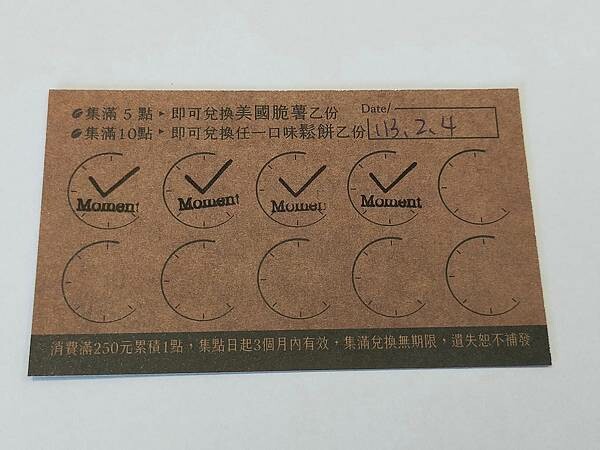 集滿 5 點 ▸ 即可兌換美國脆薯乙份
Date/
集滿10點 ▸ 即可兌換任一口味鬆餅乙份
113. 2. 4
Moment Moment Moment Moment
消費滿250元累積1點，集點日起3個月內有效，集滿兌換無期限，遺失恕不補發